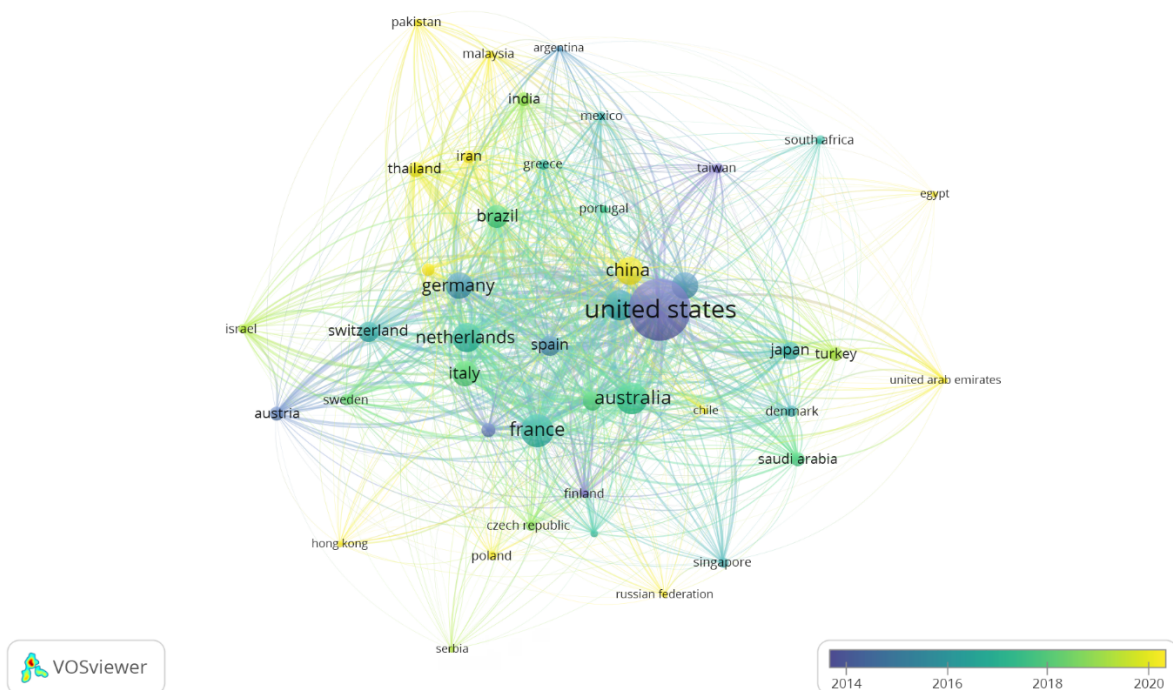 pakistan
argentina
malaysia
india
mexico
south africa
iran
greece
thailand
taiwan
egypt
portugal
brazil
china
germany
united states
israel
switzerland
netherlands
spain
japan
turkey
italy
united arab emirates
sweden
australia
austria
chile
denmark
france
saudi arabia
finland
czech republic
hong kong
poland
singapore
russian federation
serbia
VOSviewer
2014 2016 2018 2020